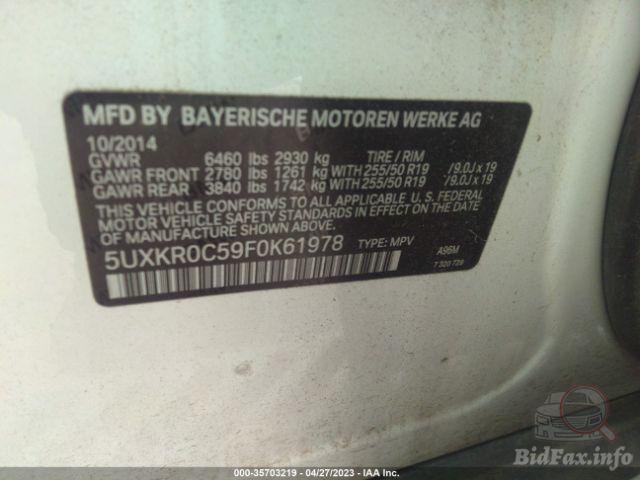 MFD BY BAYERISCHE MOTOREN WERKE AG
10/2014
GVWR 6460 lbs 2930 kg TIRE / RIM
GAWR FRONT 2780 lbs 1261 kg WITH 255/50 R19 /9.0J x 19
GAWR REAR 3840 lbs 1742 kg WITH 255/50 R19 /9.0J x 19
THIS VEHICLE CONFORMS TO ALL APPLICABLE U. S. FEDERAL
MOTOR VEHICLE SAFETY STANDARDS IN EFFECT ON THE DATE
OF MANUFACTURE SHOWN ABOVE.
5UXKR0C59F0K61978 TYPE: MPV A96M
7 320 729
000-35703219 - 04/27/2023 - IAA Inc.
BidFax.info